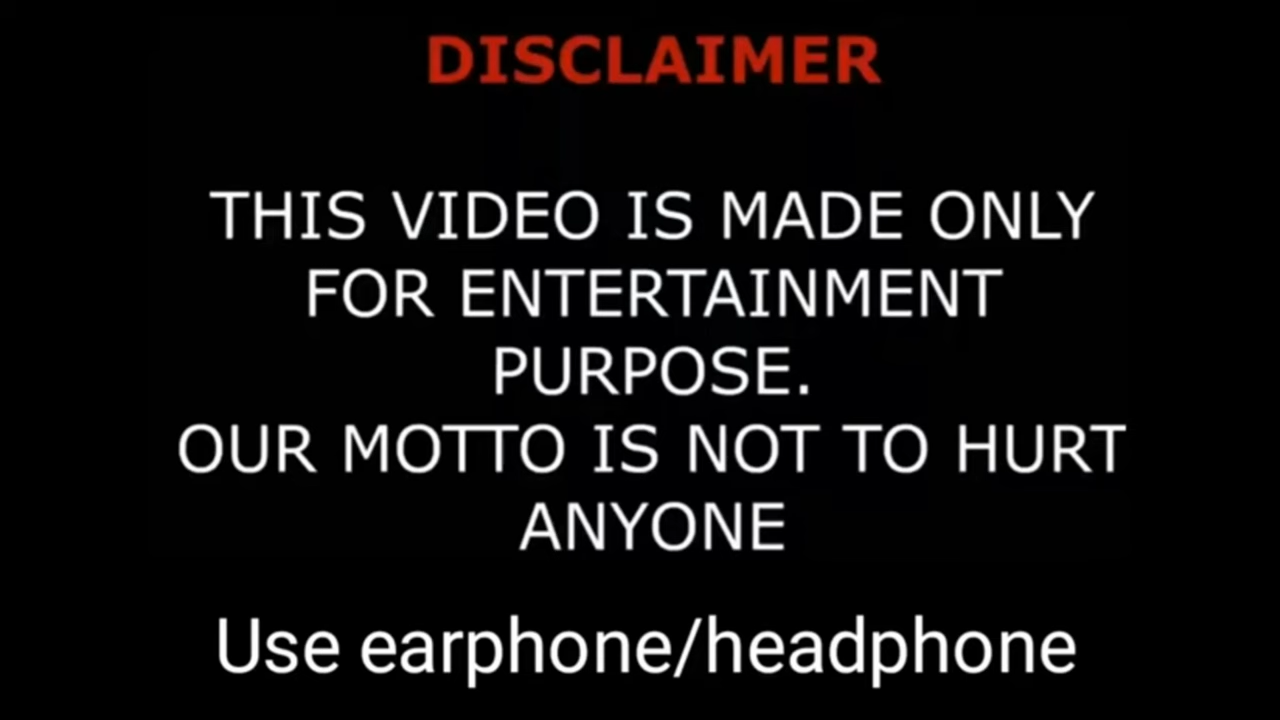 DISCLAIMER
THIS VIDEO IS MADE ONLY
FOR ENTERTAINMENT
PURPOSE.
OUR MOTTO IS NOT TO HURT
ANYONE
Use earphone/headphone